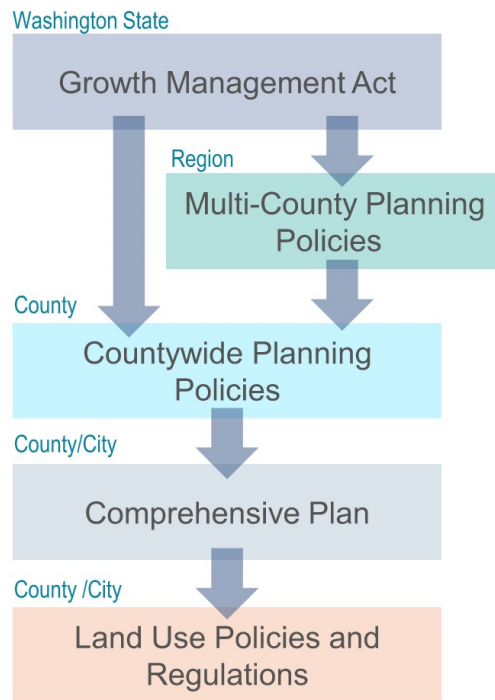 Washington State
Growth Management Act
Region
Multi-County Planning
Policies
County
Countywide Planning
Policies
County/City
Comprehensive Plan
County /City
Land Use Policies and
Regulations